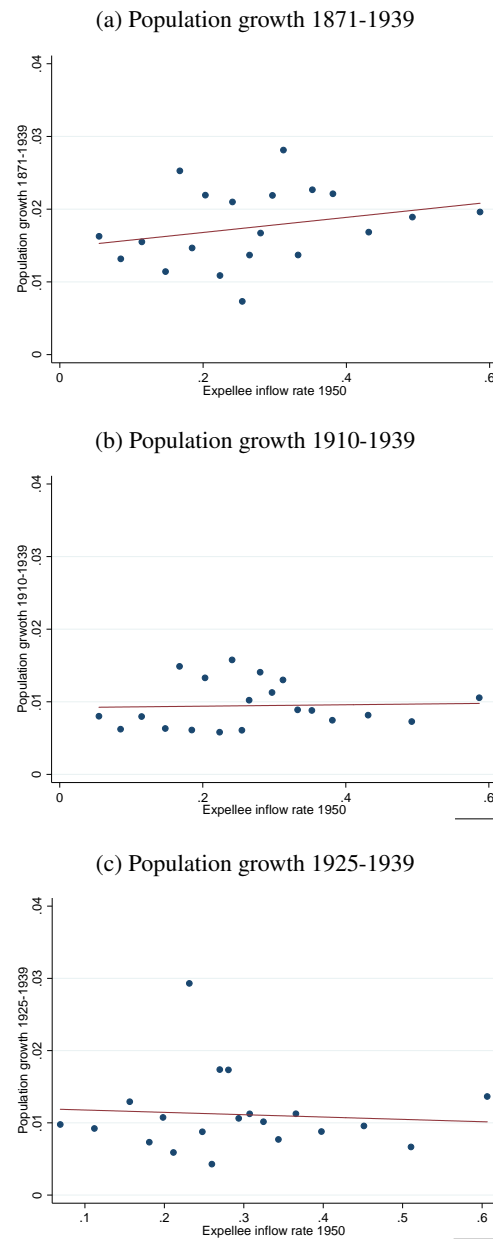 (a) Population growth 1871-1939
.04
.03
.02
.01
0
Population growth 1871-1939
0 .2 .4 .6
Expellee inflow rate 1950
(b) Population growth 1910-1939
.04
.03
.02
.01
0
Population grwoth 1910-1939
0 .2 .4 .6
Expellee inflow rate 1950
(c) Population growth 1925-1939
.04
.03
.02
.01
0
Population growth 1925-1939
.1 .2 .3 .4 .5 .6
Expellee inflow rate 1950